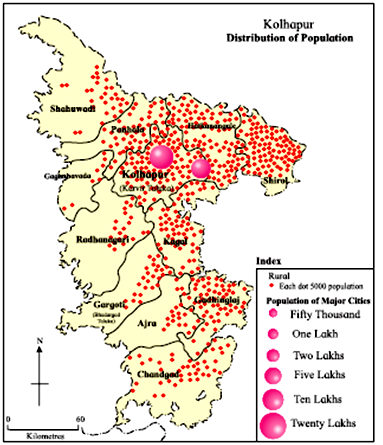 Kolhapur
Distribution of Population
Shahuwadi
Panhala
Hatkanangale
Gaganbavada
Kolhapur
(Karvir Taluka)
Shirol
Radhanagari
Kagal
Gargoti
(Bhudargad
Taluka)
Ajra
Gadhinglaj
Chandgad
N
0
60
Kilometres
Index
Rural
Each dot 5000 population
Population of Major Cities
Fifty Thousand
One Lakh
Two Lakhs
Five Lakhs
Ten Lakhs
Twenty Lakhs